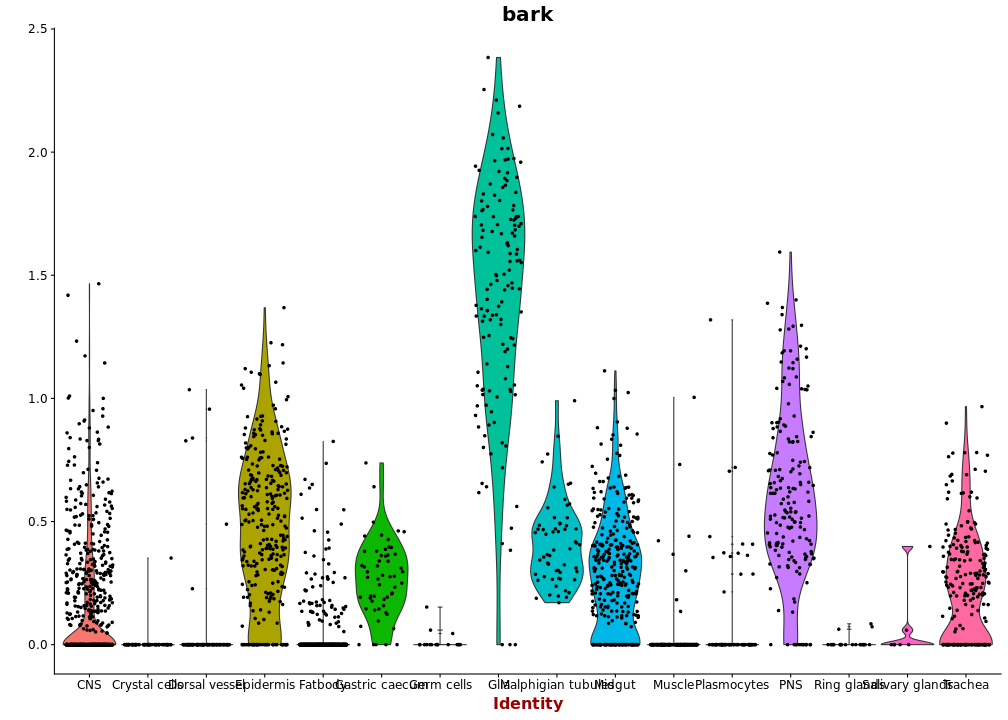 bark
2.5
2.0
1.5
1.0
0.5
0.0
CNS Crystal cells Dorsal vessel Epidermis Fatbody Gastric caecum Germ cells Glia Malphigian tubules Midgut Muscle Plasmocytes PNS Ring glands Salivary glands Trachea
Identity